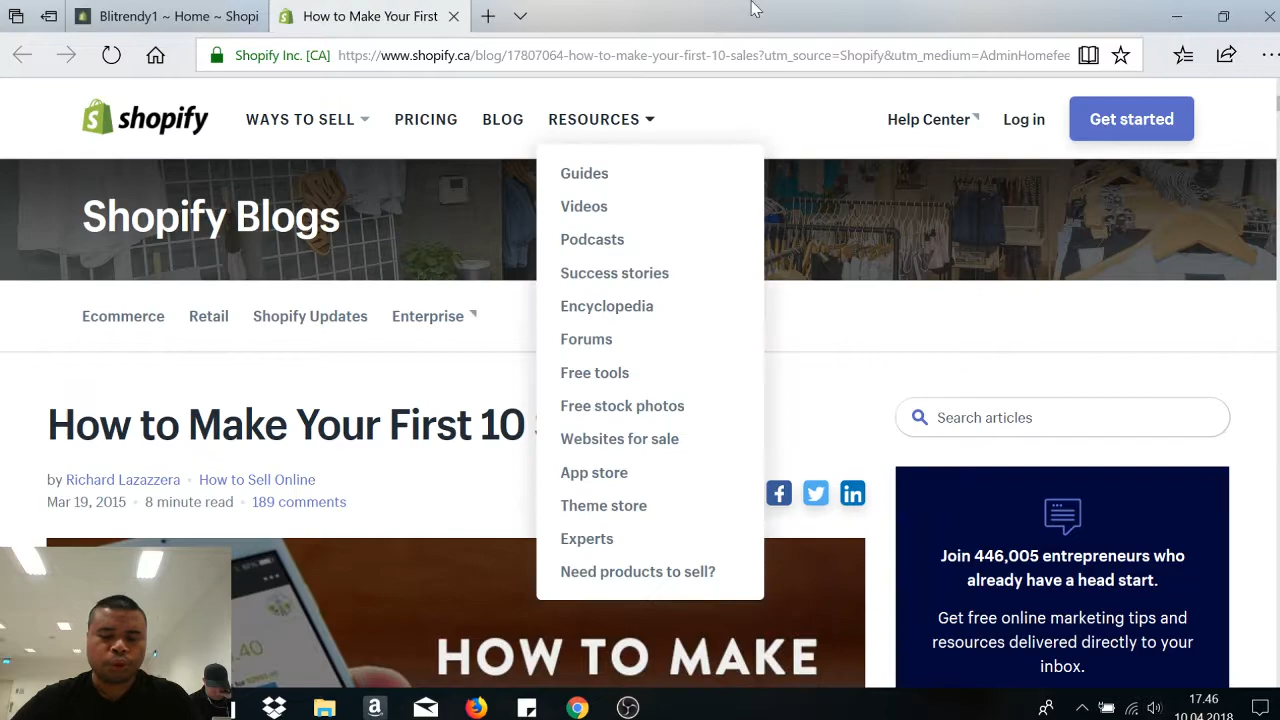 Blitrendy1 ~ Home ~ Shopi
How to Make Your First
Shopify Inc. [CA] https://www.shopify.ca/blog/17807064-how-to-make-your-first-10-sales?utm_source=Shopify&utm_medium=AdminHomefee
shopify WAYS TO SELL PRICING BLOG RESOURCES Help Center Log in Get started
Shopify Blogs
Guides
Videos
Podcasts
Success stories
Encyclopedia
Forums
Free tools
Free stock photos
Websites for sale
App store
Theme store
Experts
Need products to sell?
Ecommerce Retail Shopify Updates Enterprise
How to Make Your First 10
by Richard Lazazzera How to Sell Online
Mar 19, 2015 8 minute read 189 comments
HOW TO MAKE
Search articles
Join 446,005 entrepreneurs who
already have a head start.
Get free online marketing tips and
resources delivered directly to your
inbox.
17.46
10.04.2018